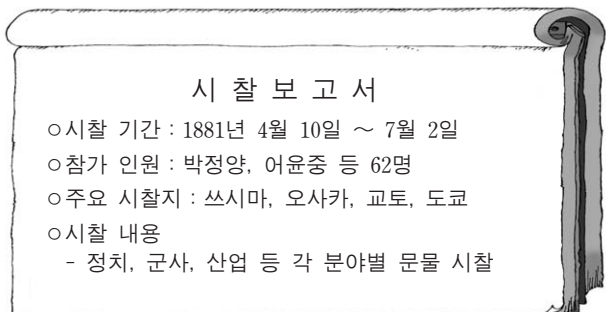 시 찰 보 고 서
○시찰 기간 : 1881년 4월 10일 ～ 7월 2일
○참가 인원 : 박정양, 어윤중 등 62명
○주요 시찰지 : 쓰시마, 오사카, 교토, 도쿄
○시찰 내용
- 정치, 군사, 산업 등 각 분야별 문물 시찰